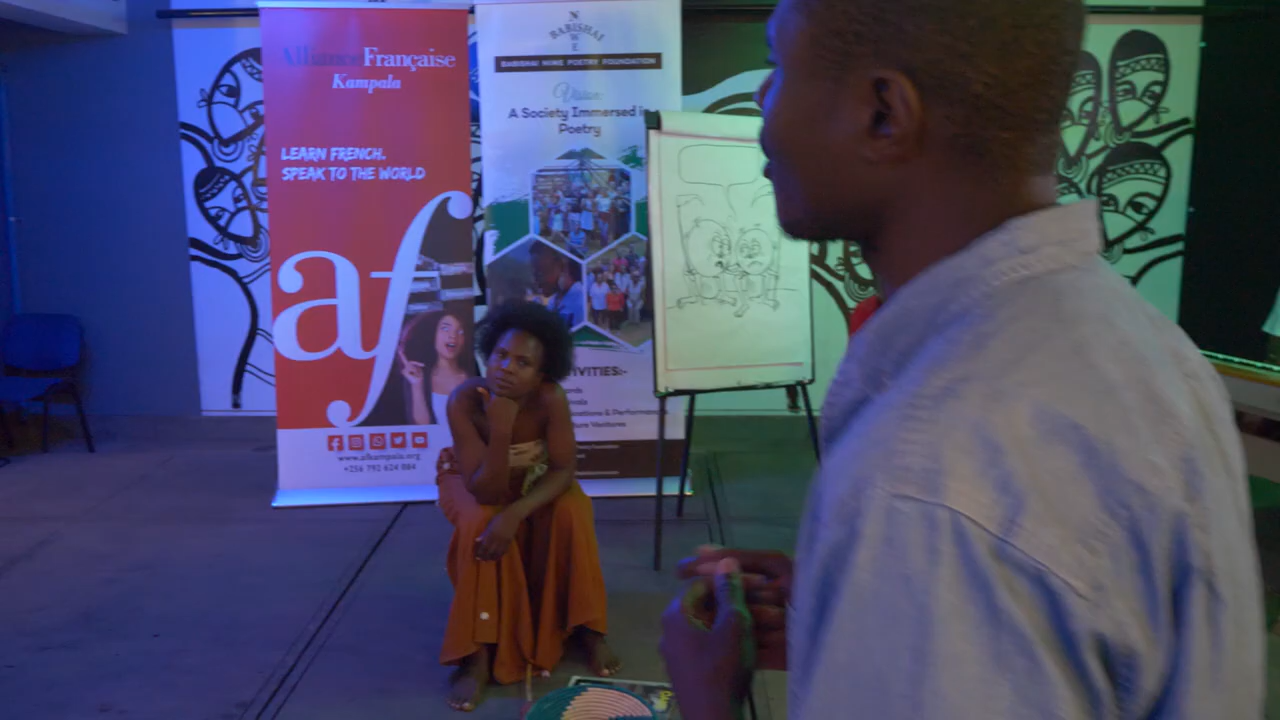 Alliance Française
Kampala
LEARN FRENCH.
SPEAK TO THE WORLD
af
www.afkampala.org
+256 792 624 084
N
BABISHAI
W
E
BABISHAI NIWE POETRY FOUNDATION
Vision:
A Society Immersed in
Poetry